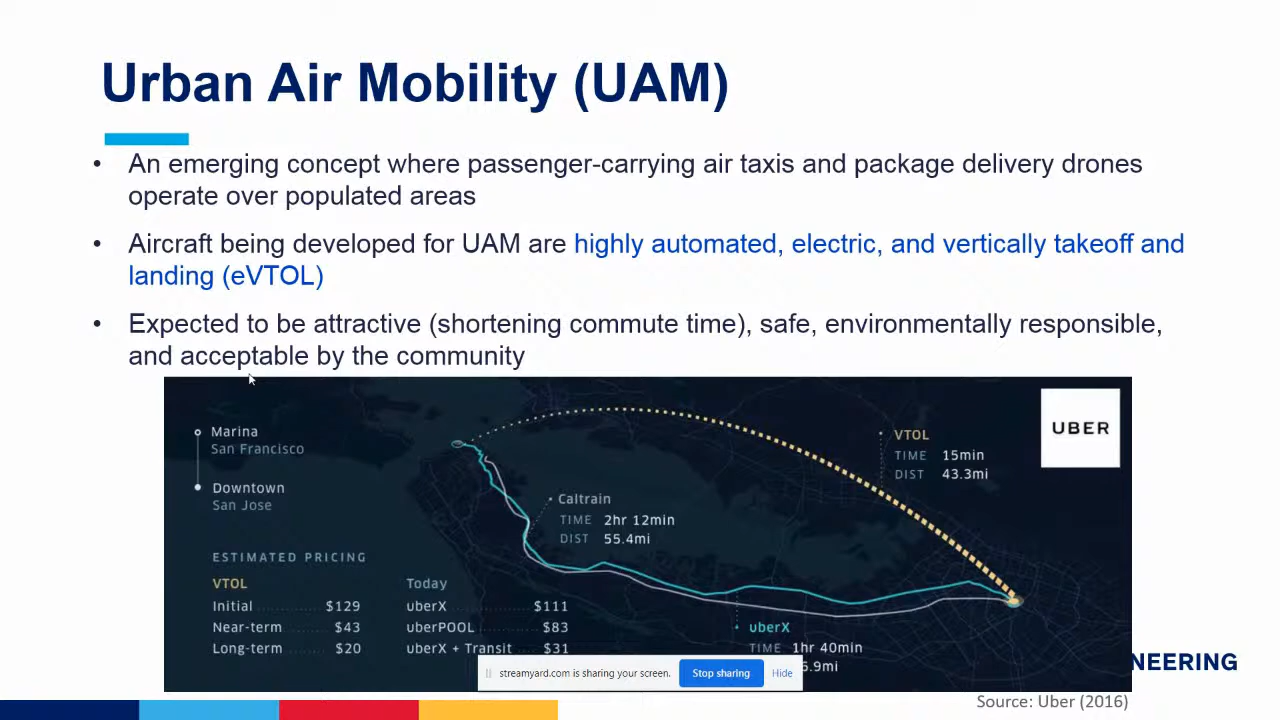 Urban Air Mobility (UAM)
• An emerging concept where passenger-carrying air taxis and package delivery drones
operate over populated areas
• Aircraft being developed for UAM are highly automated, electric, and vertically takeoff and
landing (eVTOL)
• Expected to be attractive (shortening commute time), safe, environmentally responsible,
and acceptable by the community
UBER
Marina
San Francisco
Downtown
San Jose
VTOL
TIME 15min
DIST 43.3mi
Caltrain
TIME 2hr 12min
DIST 55.4mi
ESTIMATED PRICING
VTOL
Initial $129
Near-term $43
Long-term $20
Today
uberX $111
uberPOOL $83
uberX + Transit $31
uberX
TIME 1hr 40min
6.9mi
streamyard.com is sharing your screen. Stop sharing Hide
NEERING
Source: Uber (2016)